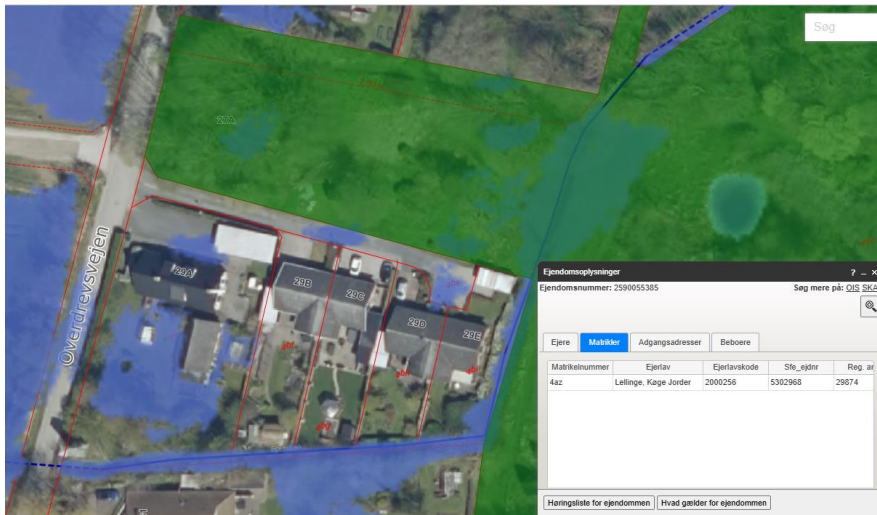 Søg
27A
Overdrevsvejen
29A
29B
29C
29D
29E
Ejendomsoplysninger
? _ ×
Ejendomsnummer: 2590055385
Søg mere på: OIS SKA
Ejere
Matrikler
Adgangsadresser
Beboere
Matrikelnummer Ejerlav Ejerlavskode Sfe_ejdnr Reg. ar
4az Lellinge, Køge Jorder 2000256 5302968 29874
Høringsliste for ejendommen
Hvad gælder for ejendommen